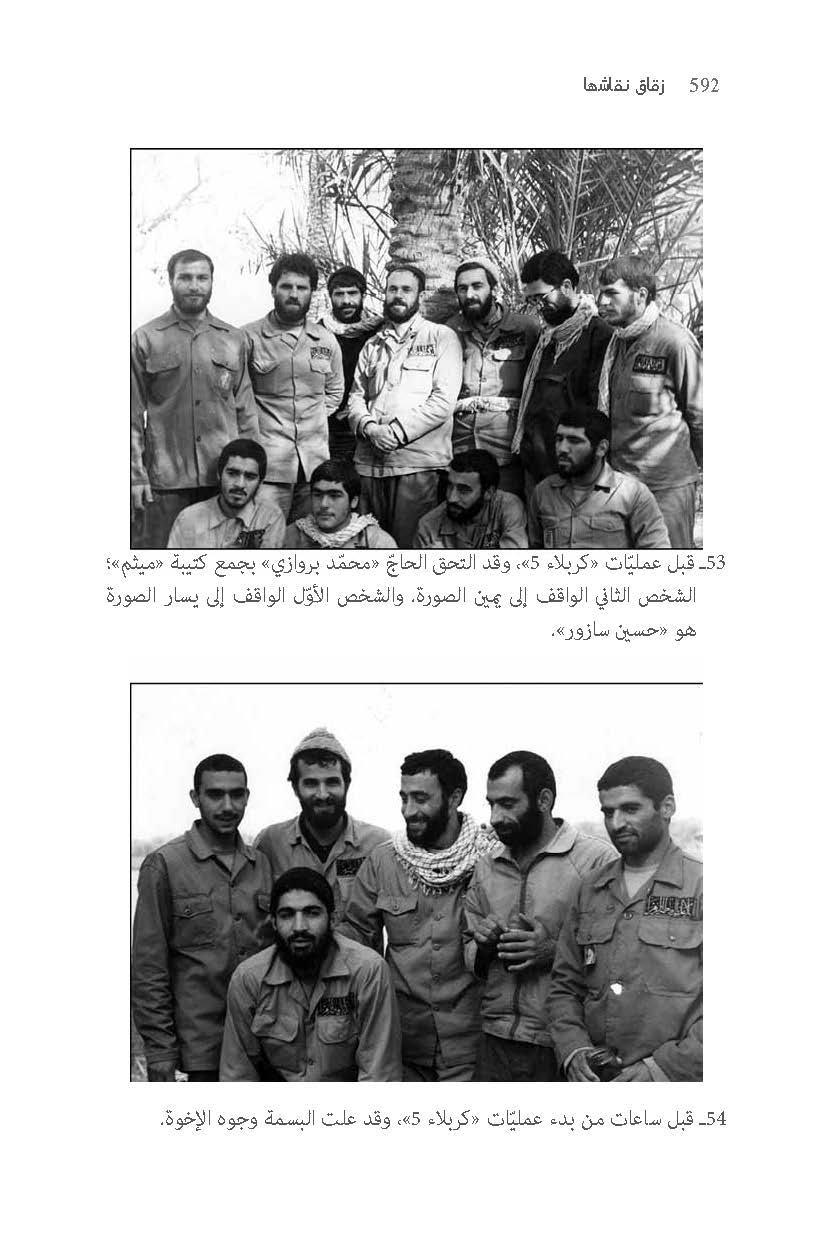 592 زقاق نقاشها
53ـ قبل عمليّات «كربلاء 5»، وقد التحق الحاجّ «محمّد بروازي» بجمع كتيبة «ميثم»؛
الشخص الثاني الواقف إلى يمين الصورة. والشخص الأوّل الواقف إلى يسار الصورة
هو «حسين سازور».
54ـ قبل ساعات من بدء عمليّات «كربلاء 5»، وقد علت البسمة وجوه الإخوة.